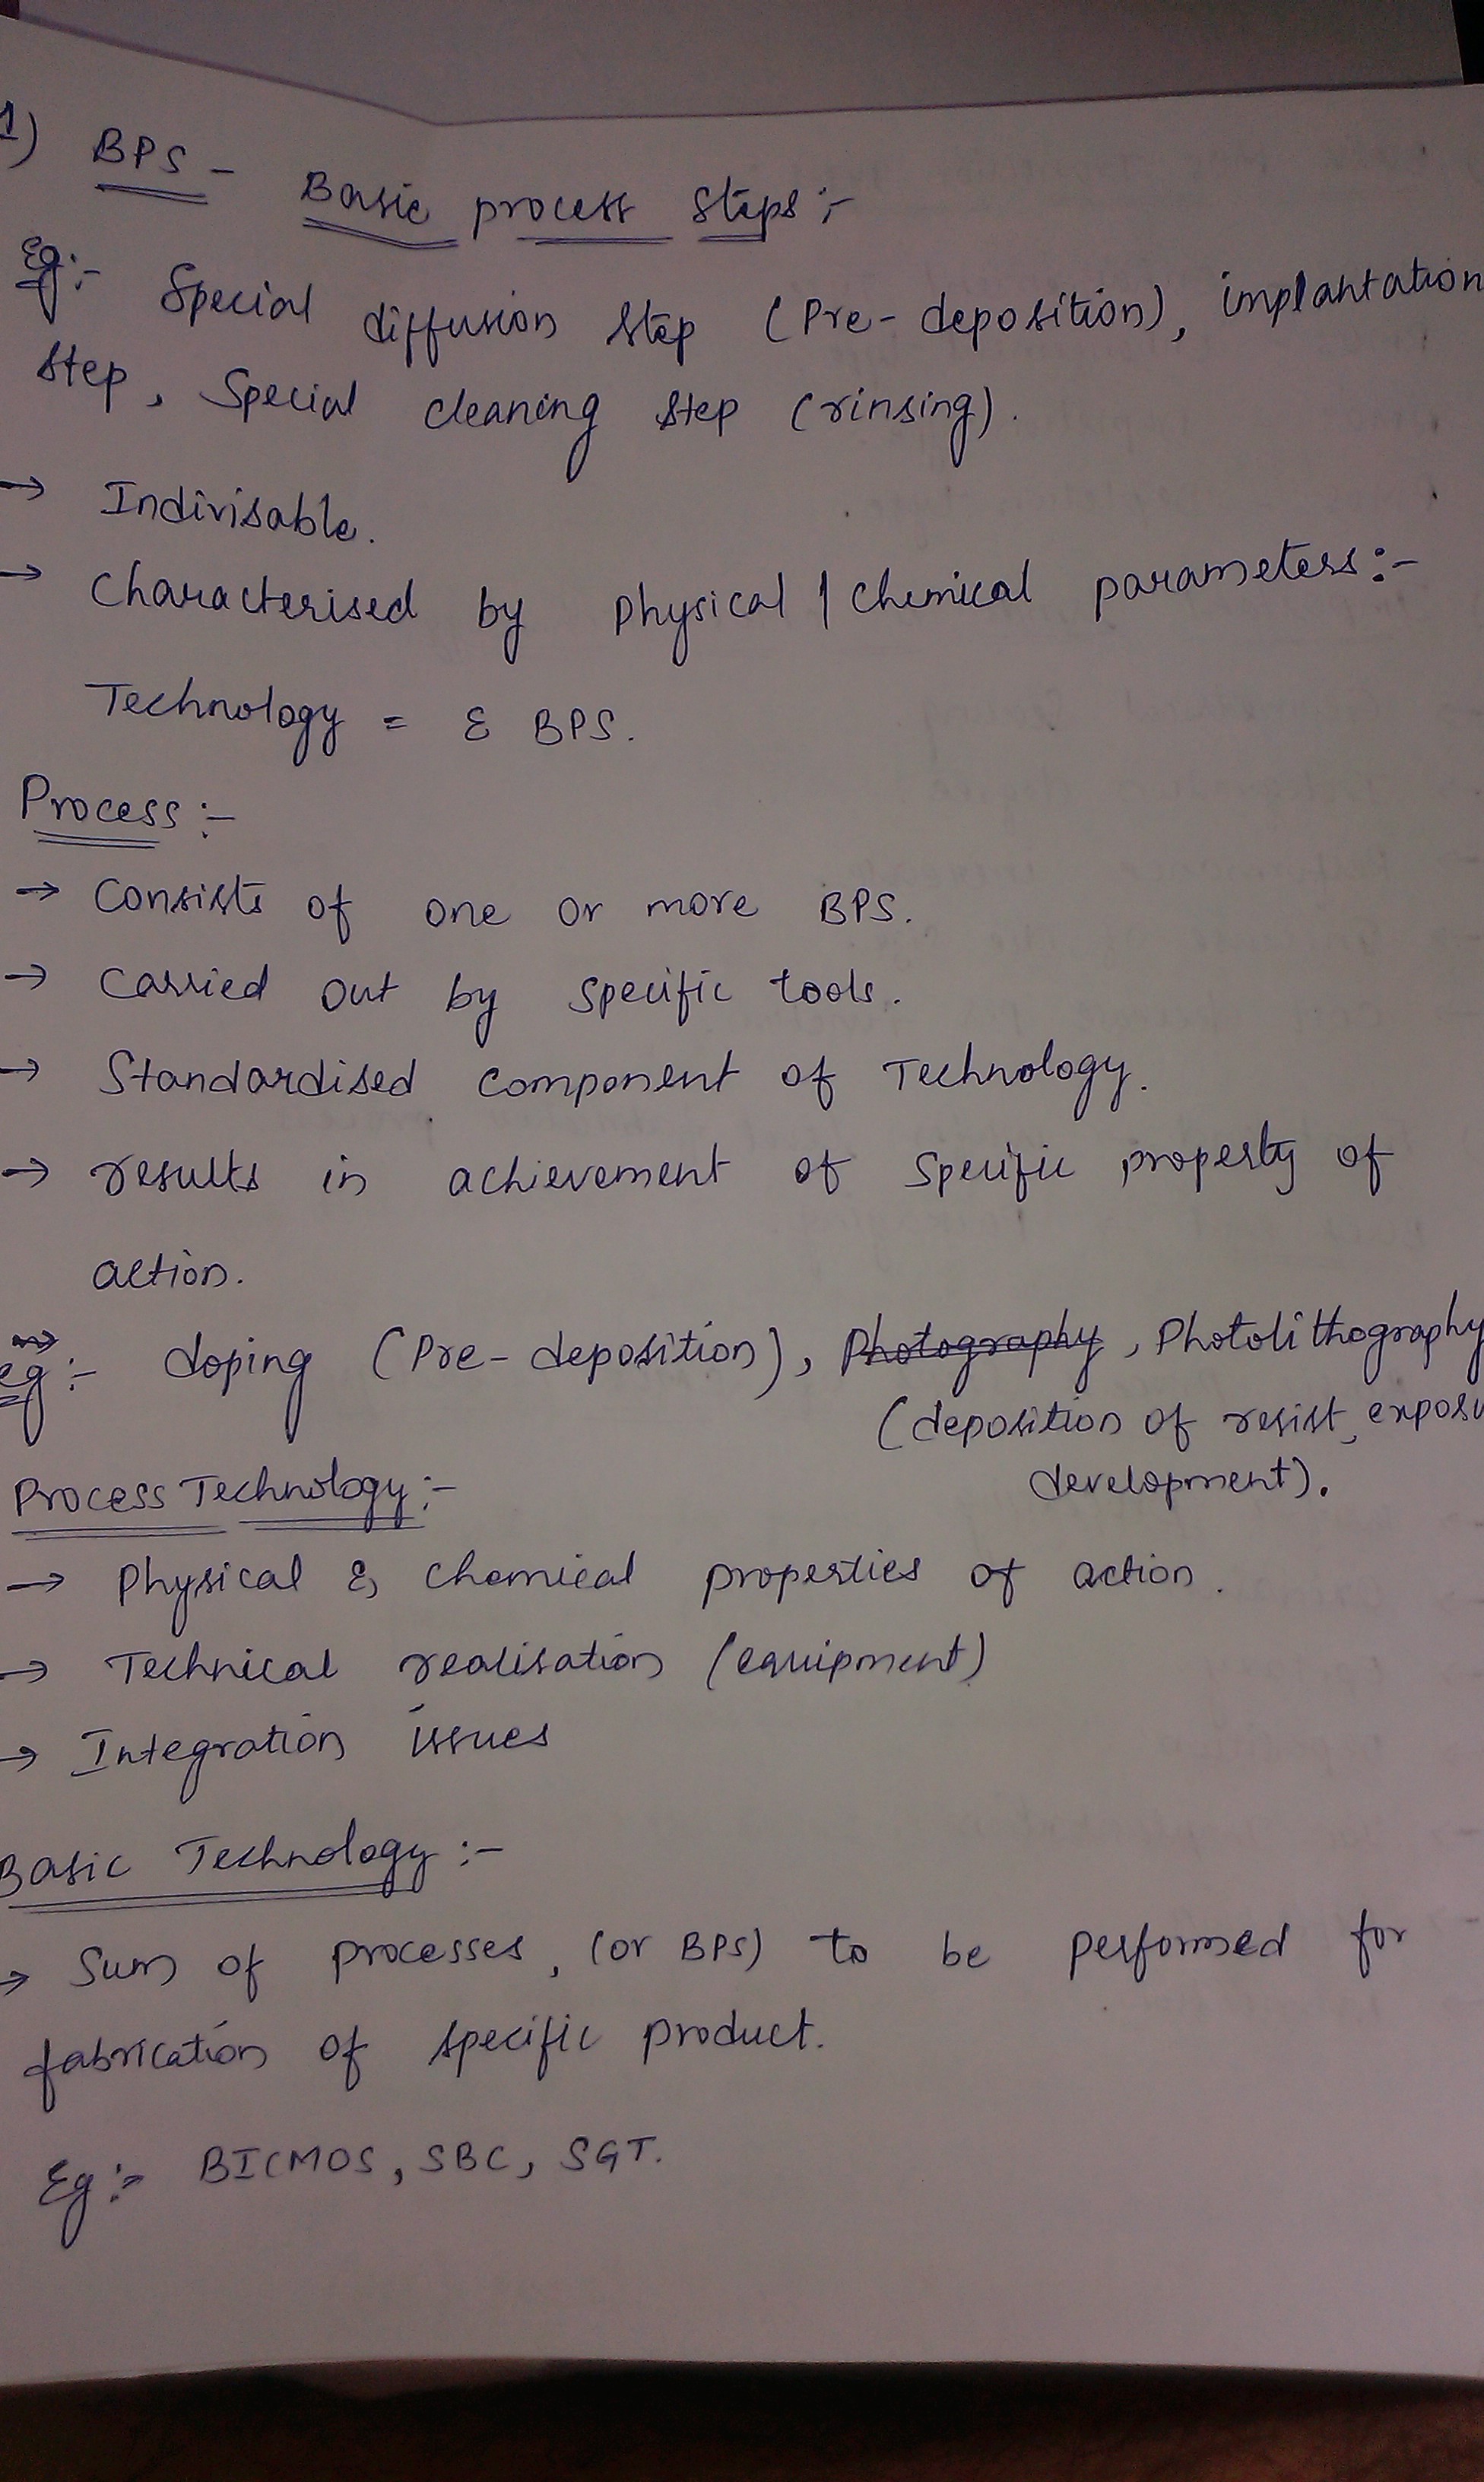 1) BPS - Basic process steps :-
Eg:- Special diffusion step (Pre-deposition), implantation
step, Special cleaning step (rinsing).
→ Indivisable.
→ Characterised by physical / chemical parameters:-
Technology = Ɛ BPS.
Process :-
→ Consists of one or more BPS.
→ Carried out by specific tools.
→ Standardised component of Technology.
→ results in achievement of specific property of
action.
eg :- doping (Pre-deposition), Photography, Photolithography
(deposition of resist, exposu
development).
Process Technology :-
→ Physical & chemical properties of action.
→ Technical realisation (equipment)
→ Integration issues
Basic Technology :-
→ Sum of processes, (or BPS) to be performed for
fabrication of specific product.
Eg :- BICMOS, SBC, SGT.